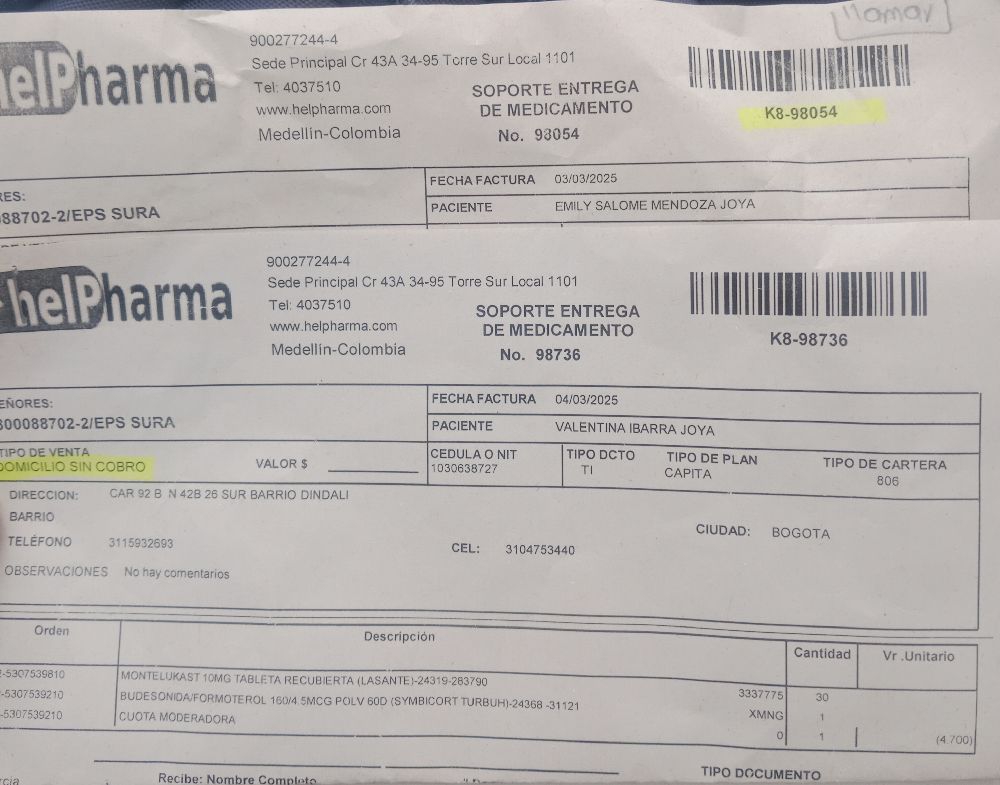 llamar
helPharma
900277244-4
Sede Principal Cr 43A 34-95 Torre Sur Local 1101
Tel: 4037510
www.helpharma.com
Medellín-Colombia
SOPORTE ENTREGA
DE MEDICAMENTO
No. 98054
K8-98054
RES:
088702-2/EPS SURA
FECHA FACTURA 03/03/2025
PACIENTE EMILY SALOME MENDOZA JOYA
helPharma
900277244-4
Sede Principal Cr 43A 34-95 Torre Sur Local 1101
Tel: 4037510
www.helpharma.com
Medellín-Colombia
SOPORTE ENTREGA
DE MEDICAMENTO
No. 98736
K8-98736
EÑORES:
800088702-2/EPS SURA
FECHA FACTURA 04/03/2025
PACIENTE VALENTINA IBARRA JOYA
TIPO DE VENTA
DOMICILIO SIN COBRO
VALOR $
CEDULA O NIT
1030638727
TIPO DCTO
TI
TIPO DE PLAN
CAPITA
TIPO DE CARTERA
806
DIRECCION: CAR 92 B N 42B 26 SUR BARRIO DINDALI
BARRIO
TELÉFONO 3115932693
CEL: 3104753440
CIUDAD: BOGOTA
OBSERVACIONES No hay comentarios
Orden Descripción Cantidad Vr .Unitario
-5307539810 MONTELUKAST 10MG TABLETA RECUBIERTA (LASANTE)-24319-283790 3337775 30
-5307539210 BUDESONIDA/FORMOTEROL 160/4.5MCG POLV 60D (SYMBICORT TURBUH)-24368 -31121 XMNG 1
-5307539210 CUOTA MODERADORA 0 1 (4.700)
rcia
Recibe: Nombre Completo
TIPO DOCUMENTO